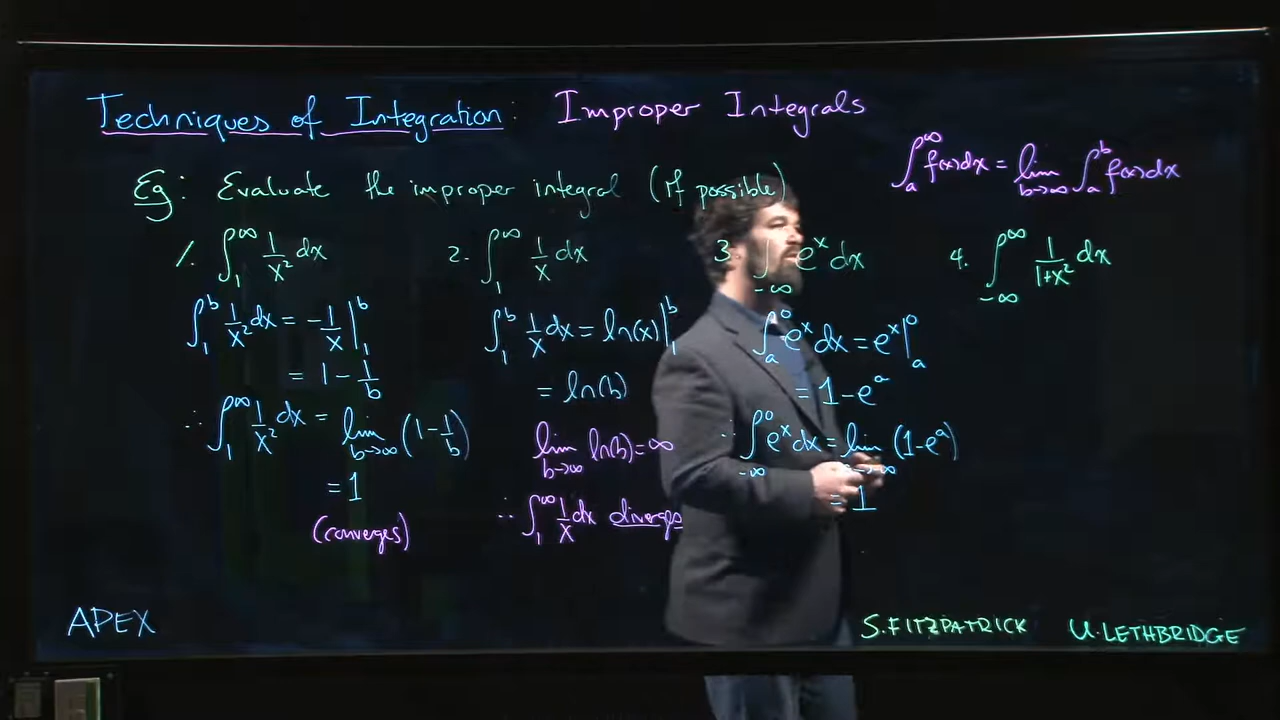 Techniques of Integration: Improper Integrals
∫_a^∞ f(x)dx = lim_{b→∞} ∫_a^b f(x)dx
Eg: Evaluate the improper integral (if possible)
1. ∫_1^∞ 1/x² dx
∫_1^b 1/x² dx = -1/x |_1^b
= 1 - 1/b
∴ ∫_1^∞ 1/x² dx = lim_{b→∞} (1 - 1/b)
= 1
(converges)
2. ∫_1^∞ 1/x dx
∫_1^b 1/x dx = ln(x) |_1^b
= ln(b)
lim_{b→∞} ln(b) = ∞
∴ ∫_1^∞ 1/x dx diverges
3. ∫_{-∞} e^x dx
∫_a^0 e^x dx = e^x |_a^0
= 1 - e^a
∴ ∫_{-∞}^0 e^x dx = lim (1 - e^a)
= 1
4. ∫_{-∞}^∞ 1/(1+x²) dx
APEX
S. FITZPATRICK U. LETHBRIDGE